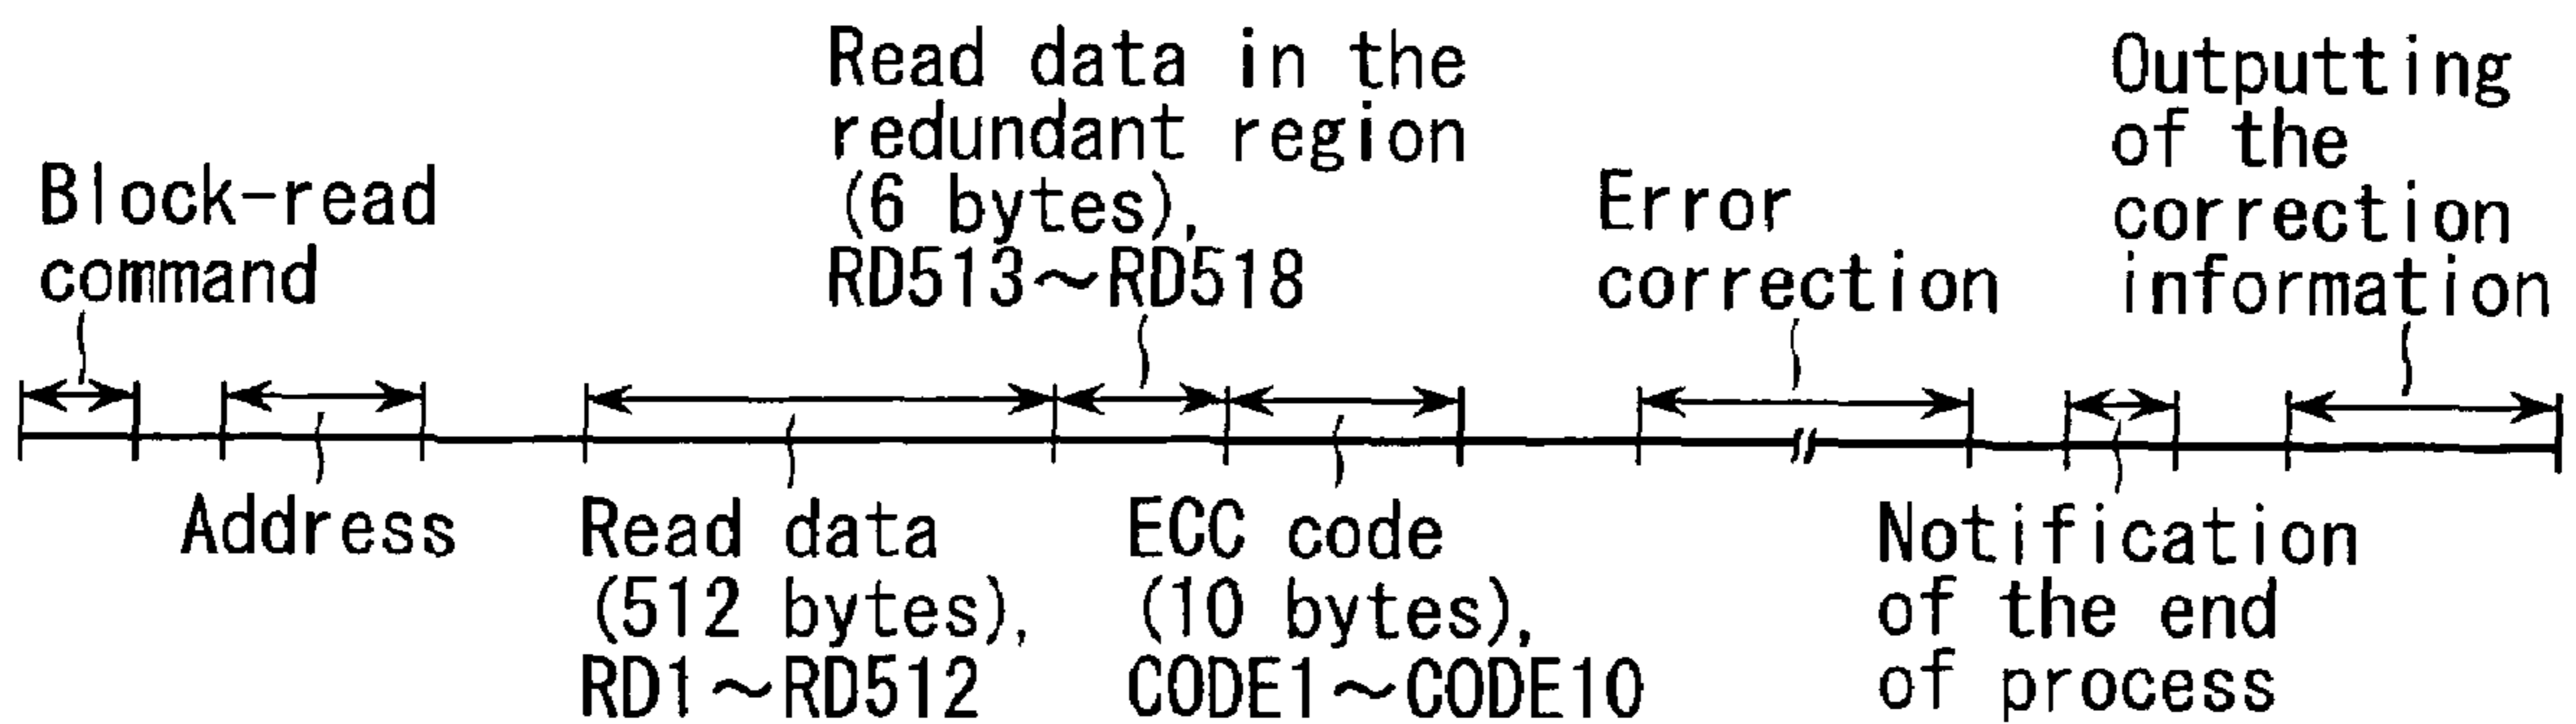 Block-read
command
Address
Read data
(512 bytes),
RD1～RD512
Read data in the
redundant region
(6 bytes),
RD513～RD518
ECC code
(10 bytes),
CODE1～CODE10
Error
correction
Notification
of the end
of process
Outputting
of the
correction
information